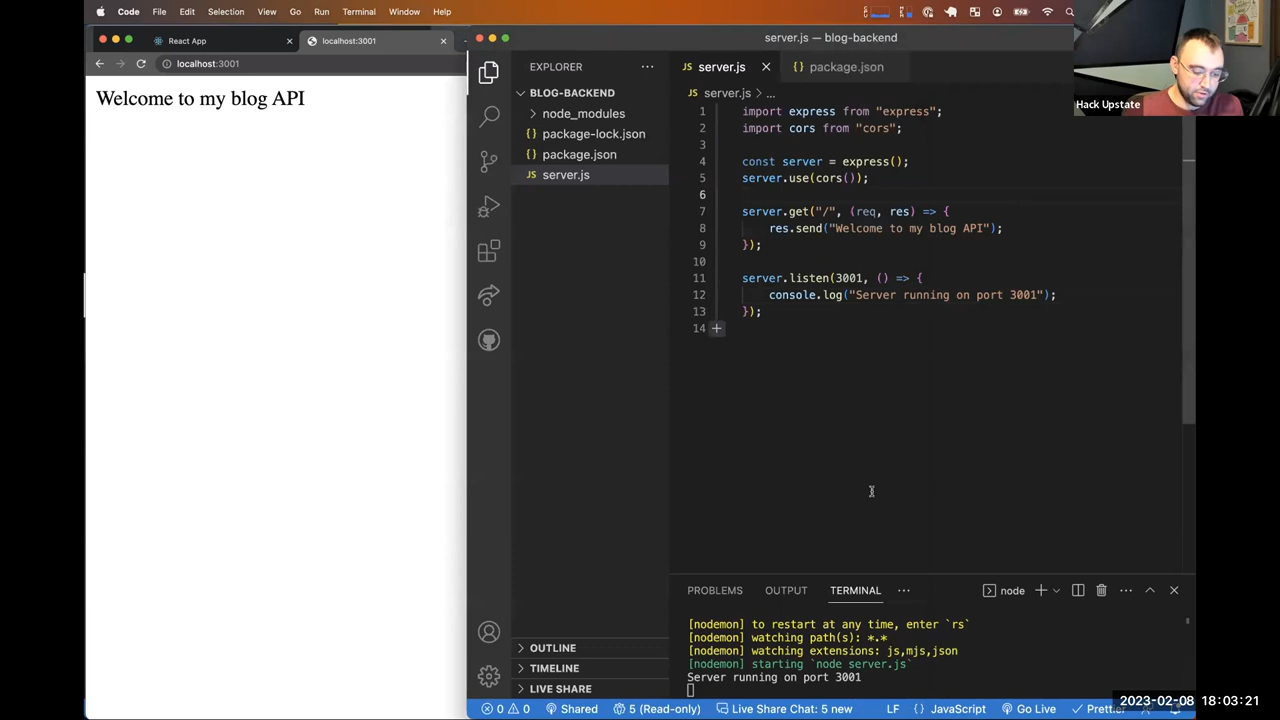 Code File Edit Selection View Go Run Terminal Window Help
React App
localhost:3001
localhost:3001
Welcome to my blog API
server.js — blog-backend
EXPLORER
BLOG-BACKEND
node_modules
{} package-lock.json
{} package.json
JS server.js
OUTLINE
TIMELINE
LIVE SHARE
JS server.js
{} package.json
JS server.js > ...
1 import express from "express";
2 import cors from "cors";
3
4 const server = express();
5 server.use(cors());
6
7 server.get("/", (req, res) => {
8 res.send("Welcome to my blog API");
9 });
10
11 server.listen(3001, () => {
12 console.log("Server running on port 3001");
13 });
14
PROBLEMS OUTPUT TERMINAL ... node
[nodemon] to restart at any time, enter `rs`
[nodemon] watching path(s): *.*
[nodemon] watching extensions: js,mjs,json
[nodemon] starting `node server.js`
Server running on port 3001
0 0 Shared 5 (Read-only) Live Share Chat: 5 new LF {} JavaScript Go Live Prettier
Hack Upstate
2023-02-08 18:03:21